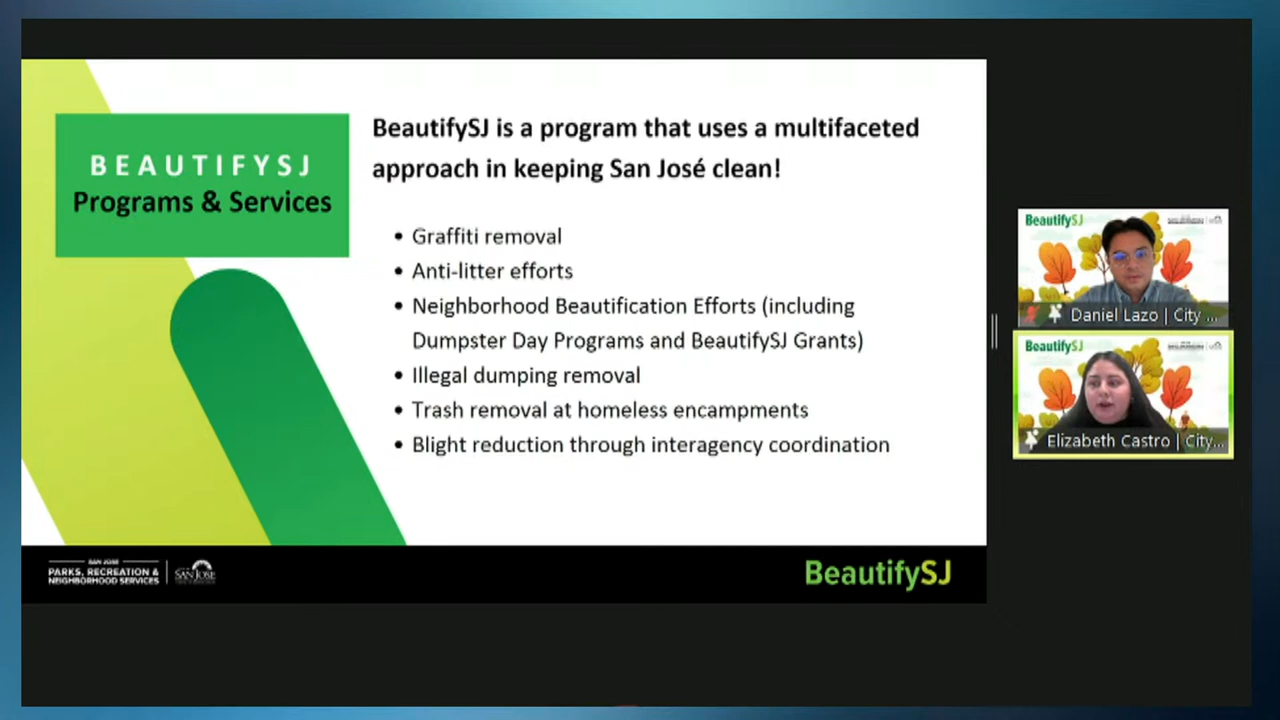 BEAUTIFYSJ
Programs & Services
BeautifySJ is a program that uses a multifaceted
approach in keeping San José clean!
• Graffiti removal
• Anti-litter efforts
• Neighborhood Beautification Efforts (including
Dumpster Day Programs and BeautifySJ Grants)
• Illegal dumping removal
• Trash removal at homeless encampments
• Blight reduction through interagency coordination
SAN JOSE
PARKS, RECREATION &
NEIGHBORHOOD SERVICES
SAN JOSE
BeautifySJ
BeautifySJ
Daniel Lazo | City ...
BeautifySJ
Elizabeth Castro | City...